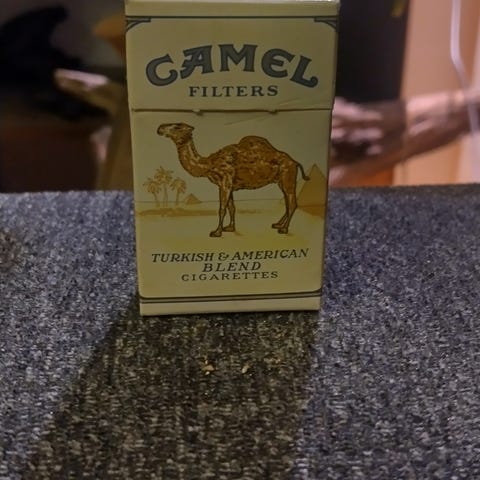 CAMEL
FILTERS
TURKISH & AMERICAN
BLEND
CIGARETTES